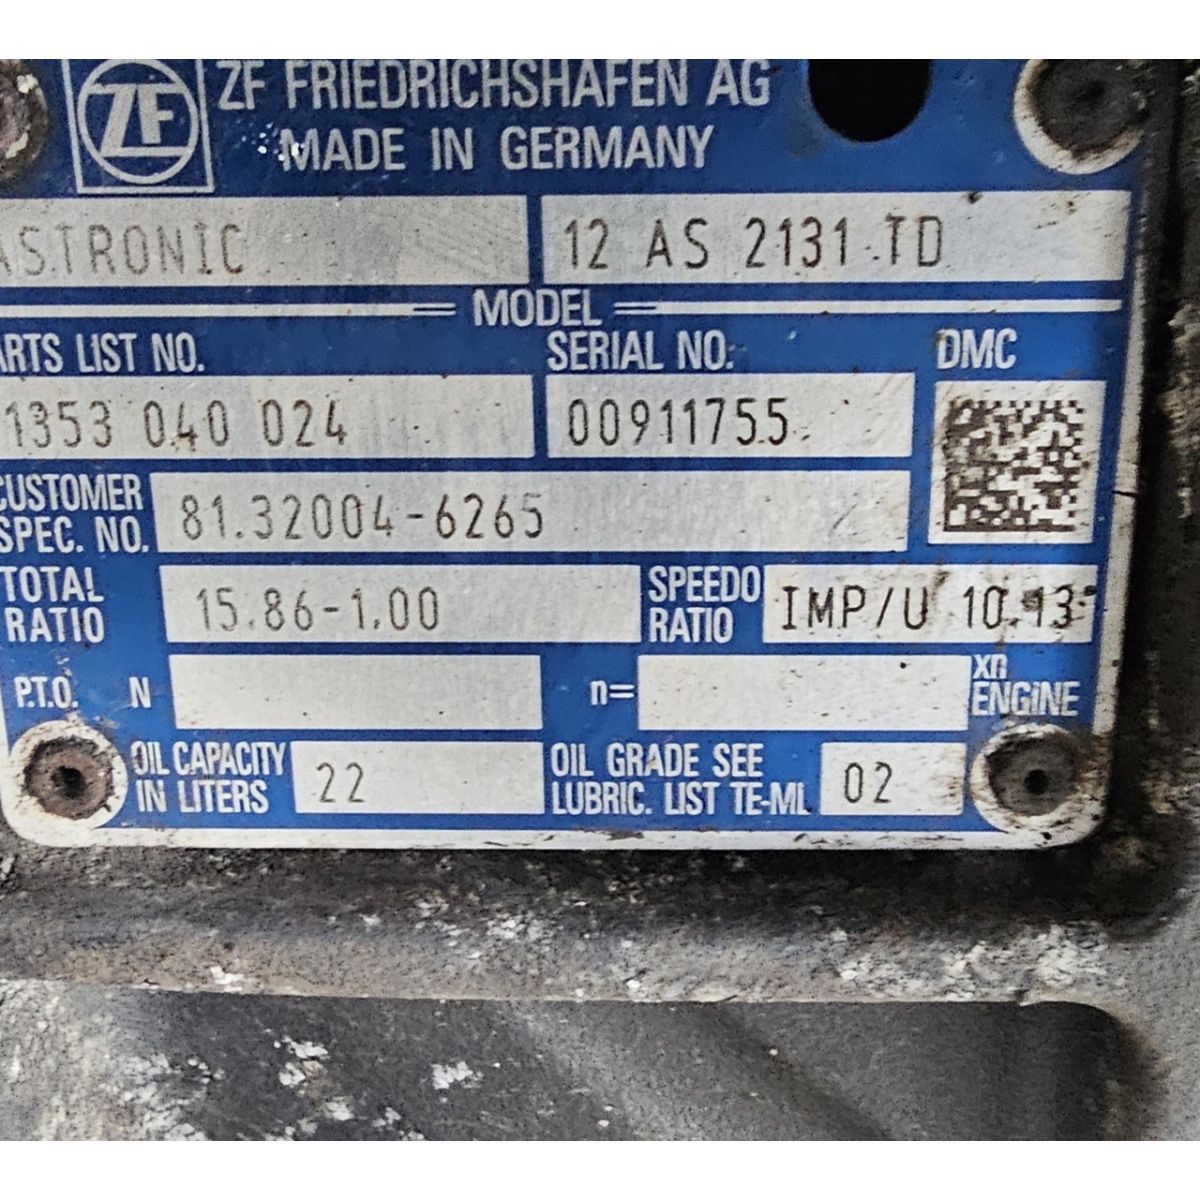 ZF ZF FRIEDRICHSHAFEN AG
MADE IN GERMANY
ASTRONIC 12 AS 2131 TD
MODEL
ARTS LIST NO. SERIAL NO. DMC
1353 040 024 00911755
CUSTOMER
SPEC. NO. 81.32004-6265
TOTAL
RATIO 15.86-1.00 SPEEDO
RATIO IMP/U 10.13
P.T.O. N n= xn
ENGINE
OIL CAPACITY
IN LITERS 22 OIL GRADE SEE
LUBRIC. LIST TE-ML 02